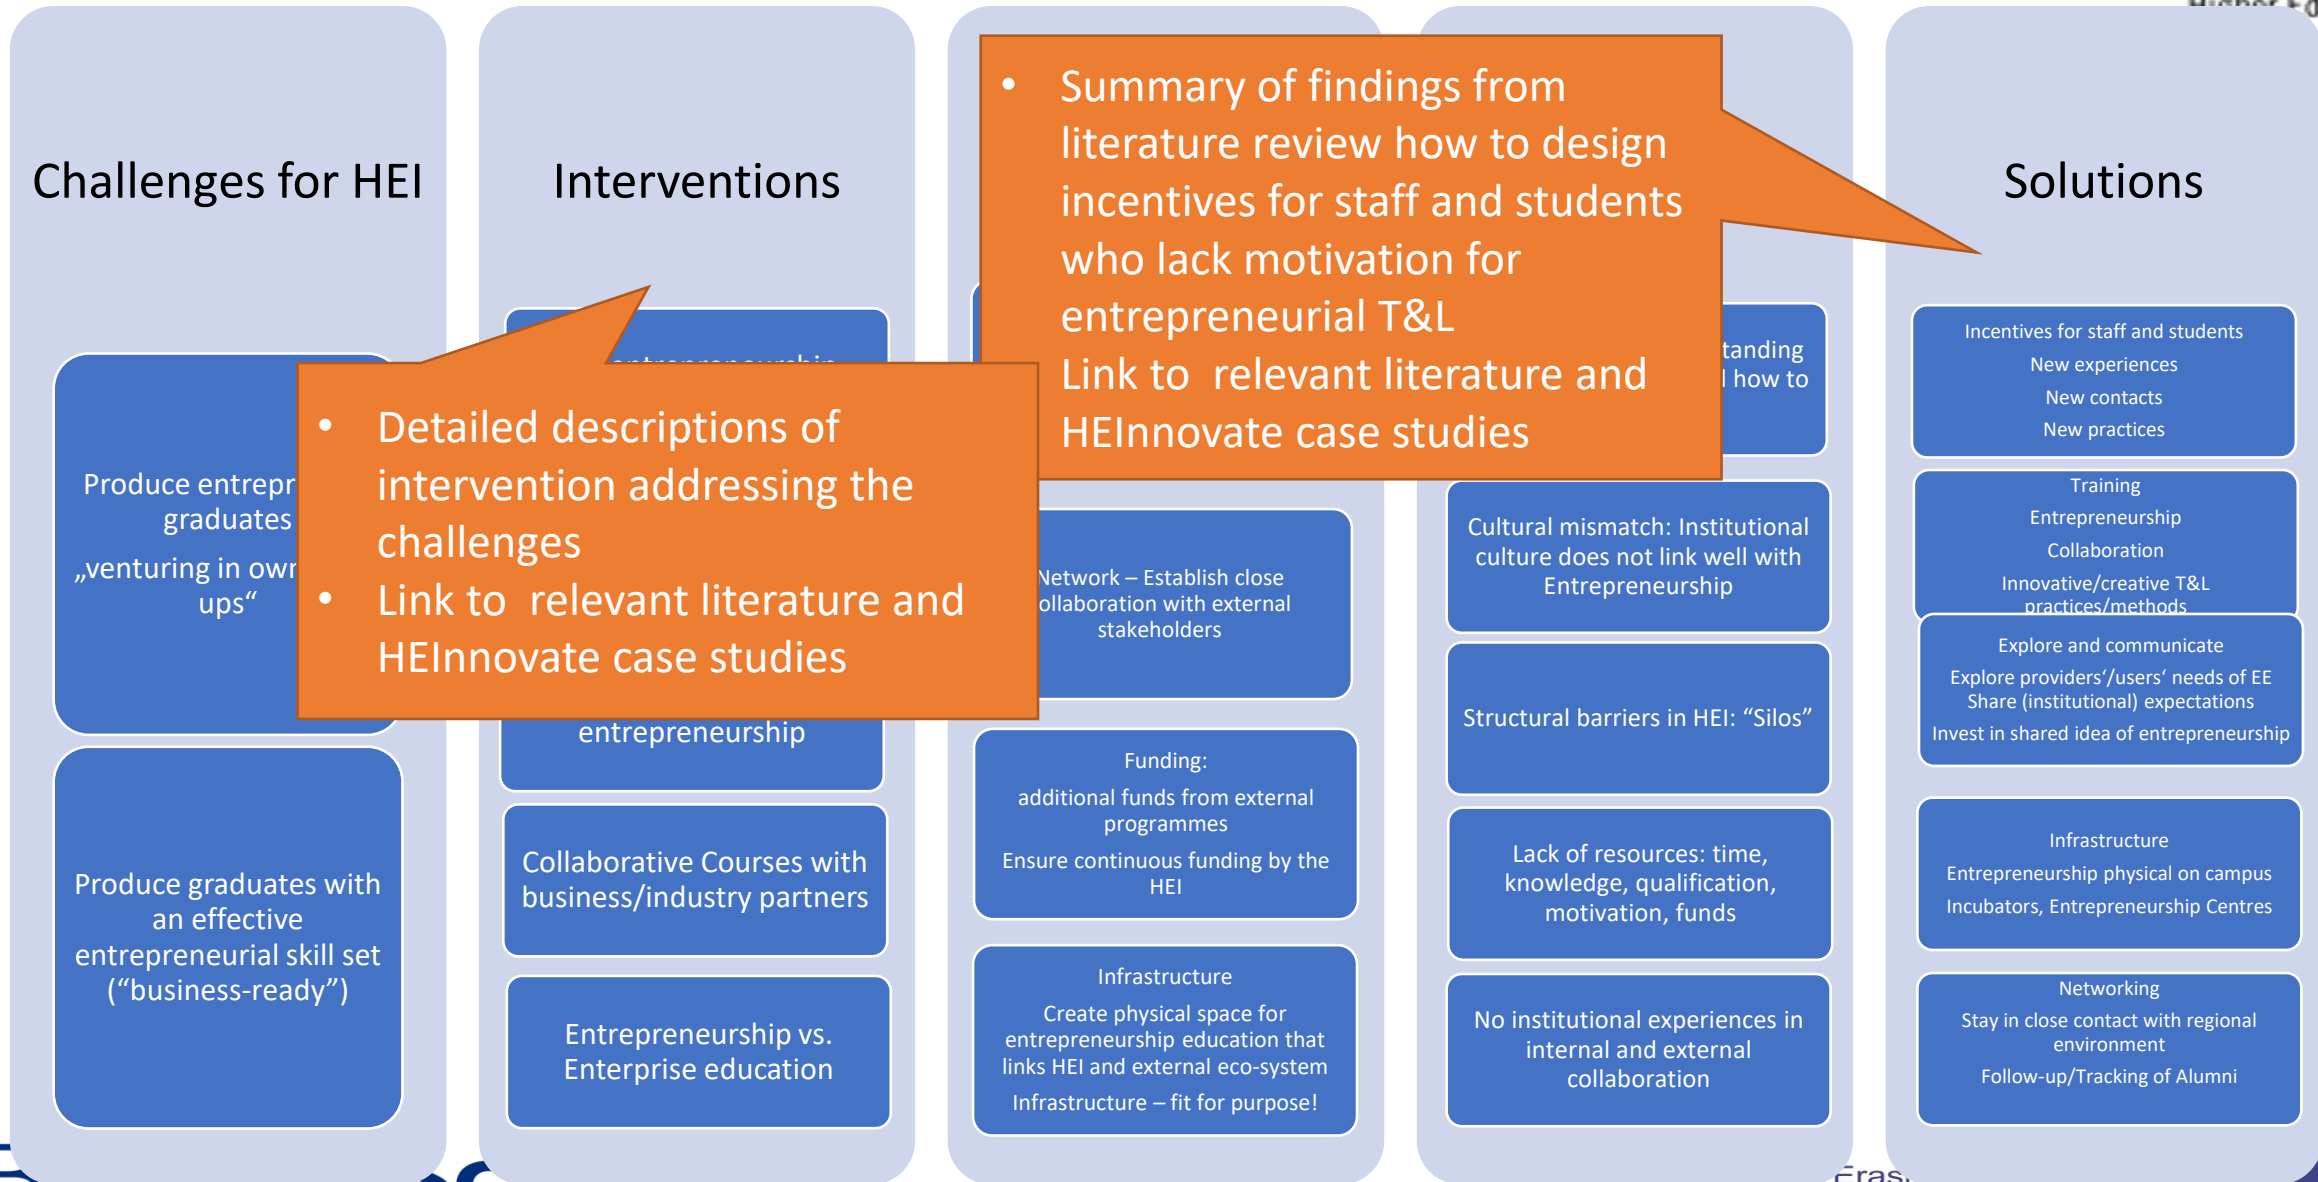 Challenges for HEI
Produce
graduates
„venturing in
ups“
Produce graduates with
an effective
entrepreneurial skill set
(“business-ready”)
Interventions
entrepreneurship
Collaborative Courses with
business/industry partners
Entrepreneurship vs.
Enterprise education
• Detailed descriptions of
intervention addressing the
challenges
• Link to relevant literature and
HEInnovate case studies
• Summary of findings from
literature review how to design
incentives for staff and students
who lack motivation for
entrepreneurial T&L
Link to relevant literature and
HEInnovate case studies
Network – Establish close
collaboration with external
stakeholders
Funding:
additional funds from external
programmes
Ensure continuous funding by the
HEI
Infrastructure
Create physical space for
entrepreneurship education that
links HEI and external eco-system
Infrastructure – fit for purpose!
how to
Cultural mismatch: Institutional
culture does not link well with
Entrepreneurship
Structural barriers in HEI: “Silos”
Lack of resources: time,
knowledge, qualification,
motivation, funds
No institutional experiences in
internal and external
collaboration
Solutions
Incentives for staff and students
New experiences
New contacts
New practices
Training
Entrepreneurship
Collaboration
Innovative/creative T&L
practices/methods
Explore and communicate
Explore providers‘/users‘ needs of EE
Share (institutional) expectations
Invest in shared idea of entrepreneurship
Infrastructure
Entrepreneurship physical on campus
Incubators, Entrepreneurship Centres
Networking
Stay in close contact with regional
environment
Follow-up/Tracking of Alumni